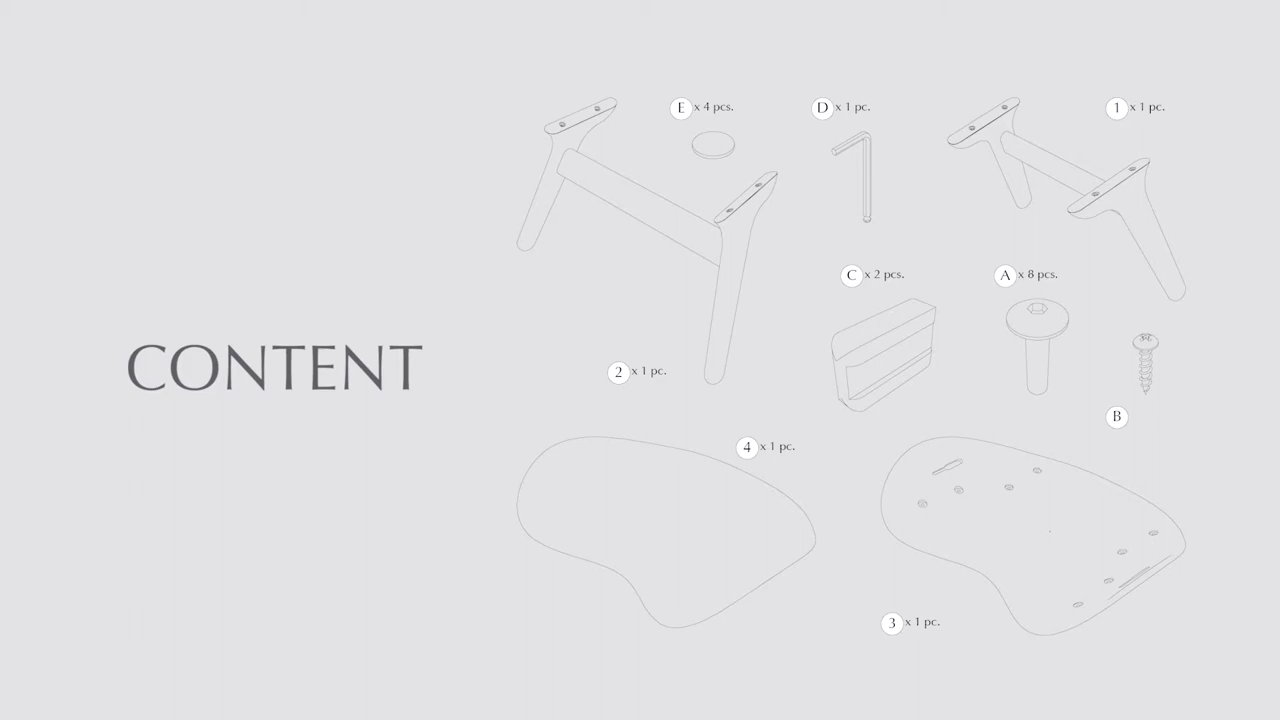 CONTENT
E x 4 pcs.
D x 1 pc.
1 x 1 pc.
C x 2 pcs.
A x 8 pcs.
2 x 1 pc.
B
4 x 1 pc.
3 x 1 pc.